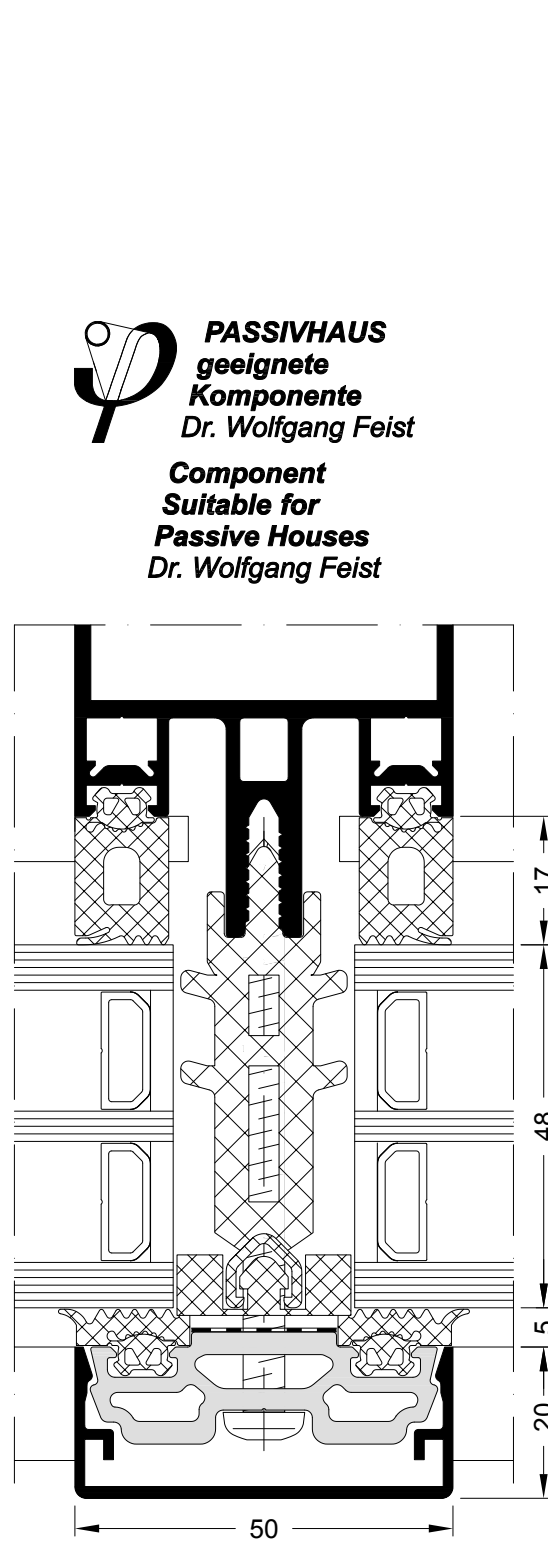 PASSIVHAUS
geeignete
Komponente
Dr. Wolfgang Feist
Component
Suitable for
Passive Houses
Dr. Wolfgang Feist
17
48
5
20
50